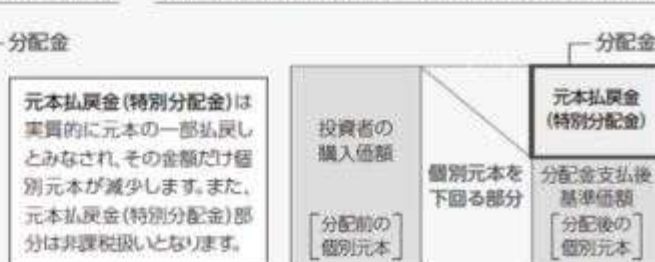 分配金
元本払戻金(特別分配金)は
実質的に元本の一部払戻し
とみなされ、その金額だけ個
別元本が減少します。また、
元本払戻金(特別分配金)部
分は非課税扱いとなります。
投資者の
購入価額
[分配前の
個別元本]
個別元本を
下回る部分
分配金
元本払戻金
(特別分配金)
分配金支払後
基準価額
[分配後の
個別元本]